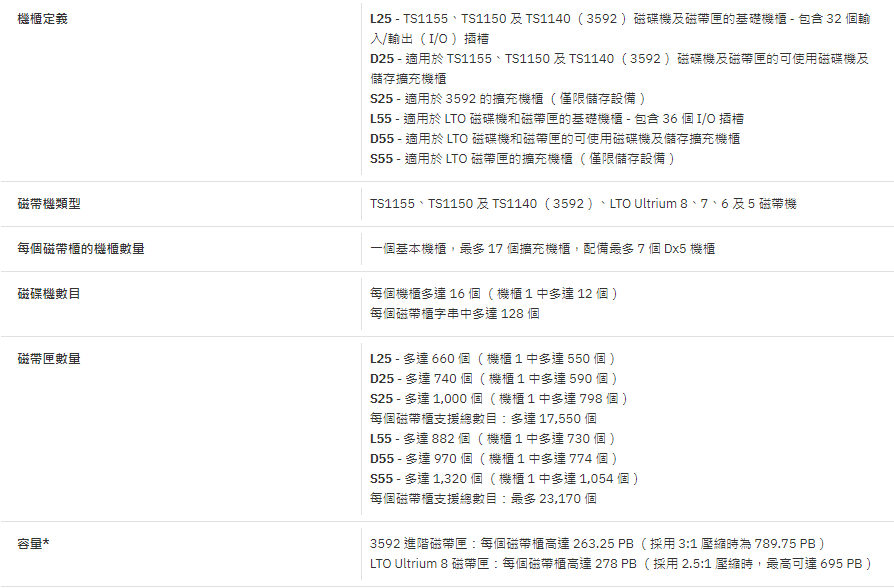 機櫃定義
L25 - TS1155、TS1150 及 TS1140（3592） 磁碟機及磁帶匣的基礎機櫃 - 包含 32 個輸
入/輸出（I/O） 插槽
D25 - 適用於 TS1155、TS1150 及 TS1140（3592） 磁碟機及磁帶匣的可使用磁碟機及
儲存擴充機櫃
S25 - 適用於 3592 的擴充機櫃（僅限儲存設備）
L55 - 適用於 LTO 磁碟機和磁帶匣的基礎機櫃 - 包含 36 個 I/O 插槽
D55 - 適用於 LTO 磁碟機和磁帶匣的可使用磁碟機及儲存擴充機櫃
S55 - 適用於 LTO 磁帶匣的擴充機櫃（僅限儲存設備）
磁帶機類型
TS1155、TS1150 及 TS1140（3592）、LTO Ultrium 8、7、6 及 5 磁帶機
每個磁帶櫃的機櫃數量
一個基本機櫃，最多 17 個擴充機櫃，配備最多 7 個 Dx5 機櫃
磁碟機數目
每個機櫃多達 16 個（機櫃 1 中多達 12 個）
每個磁帶櫃字串中多達 128 個
磁帶匣數量
L25 - 多達 660 個（機櫃 1 中多達 550 個）
D25 - 多達 740 個（機櫃 1 中多達 590 個）
S25 - 多達 1,000 個（機櫃 1 中多達 798 個）
每個磁帶櫃支援總數目：多達 17,550 個
L55 - 多達 882 個（機櫃 1 中多達 730 個）
D55 - 多達 970 個（機櫃 1 中多達 774 個）
S55 - 多達 1,320 個（機櫃 1 中多達 1,054 個）
每個磁帶櫃支援總數目：最多 23,170 個
容量*
3592 進階磁帶匣：每個磁帶櫃高達 263.25 PB（採用 3:1 壓縮時為 789.75 PB）
LTO Ultrium 8 磁帶匣：每個磁帶櫃高達 278 PB（採用 2.5:1 壓縮時，最高可達 695 PB）